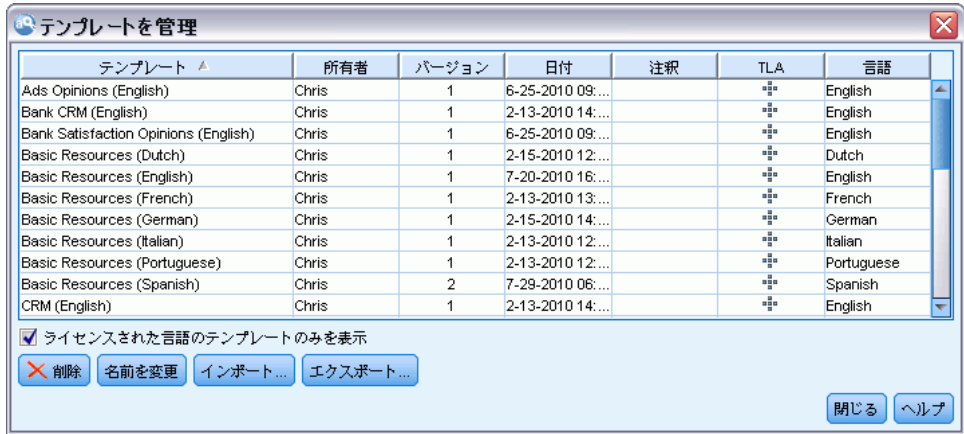 テンプレートを管理
テンプレート 所有者 バージョン 日付 注釈 TLA 言語
Ads Opinions (English) Chris 1 6-25-2010 09:... English
Bank CRM (English) Chris 1 2-13-2010 14:... English
Bank Satisfaction Opinions (English) Chris 1 6-25-2010 09:... English
Basic Resources (Dutch) Chris 1 2-15-2010 12:... Dutch
Basic Resources (English) Chris 1 7-20-2010 16:... English
Basic Resources (French) Chris 1 2-13-2010 13:... French
Basic Resources (German) Chris 1 2-15-2010 14:... German
Basic Resources (Italian) Chris 1 2-13-2010 12:... Italian
Basic Resources (Portuguese) Chris 1 2-13-2010 12:... Portuguese
Basic Resources (Spanish) Chris 2 7-29-2010 06:... Spanish
CRM (English) Chris 1 2-13-2010 14:... English
ライセンスされた言語のテンプレートのみを表示
削除 名前を変更 インポート... エクスポート...
閉じる ヘルプ